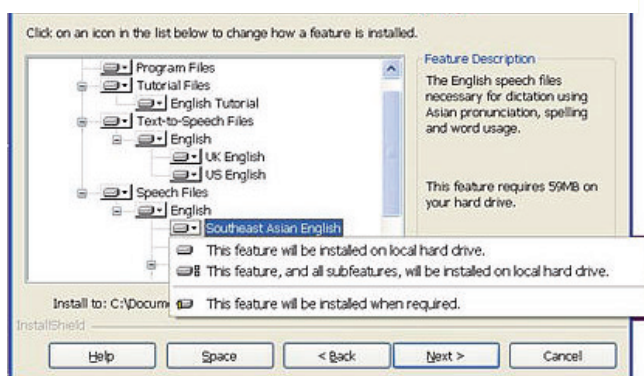 Click on an icon in the list below to change how a feature is installed.
Program Files
Tutorial Files
English Tutorial
Text-to-Speech Files
English
UK English
US English
Speech Files
English
Southeast Asian English
This feature will be installed on local hard drive.
This feature, and all subfeatures, will be installed on local hard drive.
This feature will be installed when required.
Feature Description
The English speech files
necessary for dictation using
Asian pronunciation, spelling
and word usage.
This feature requires 59MB on
your hard drive.
Install to: C:\Docum
InstallShield
Help
Space
< Back
Next >
Cancel